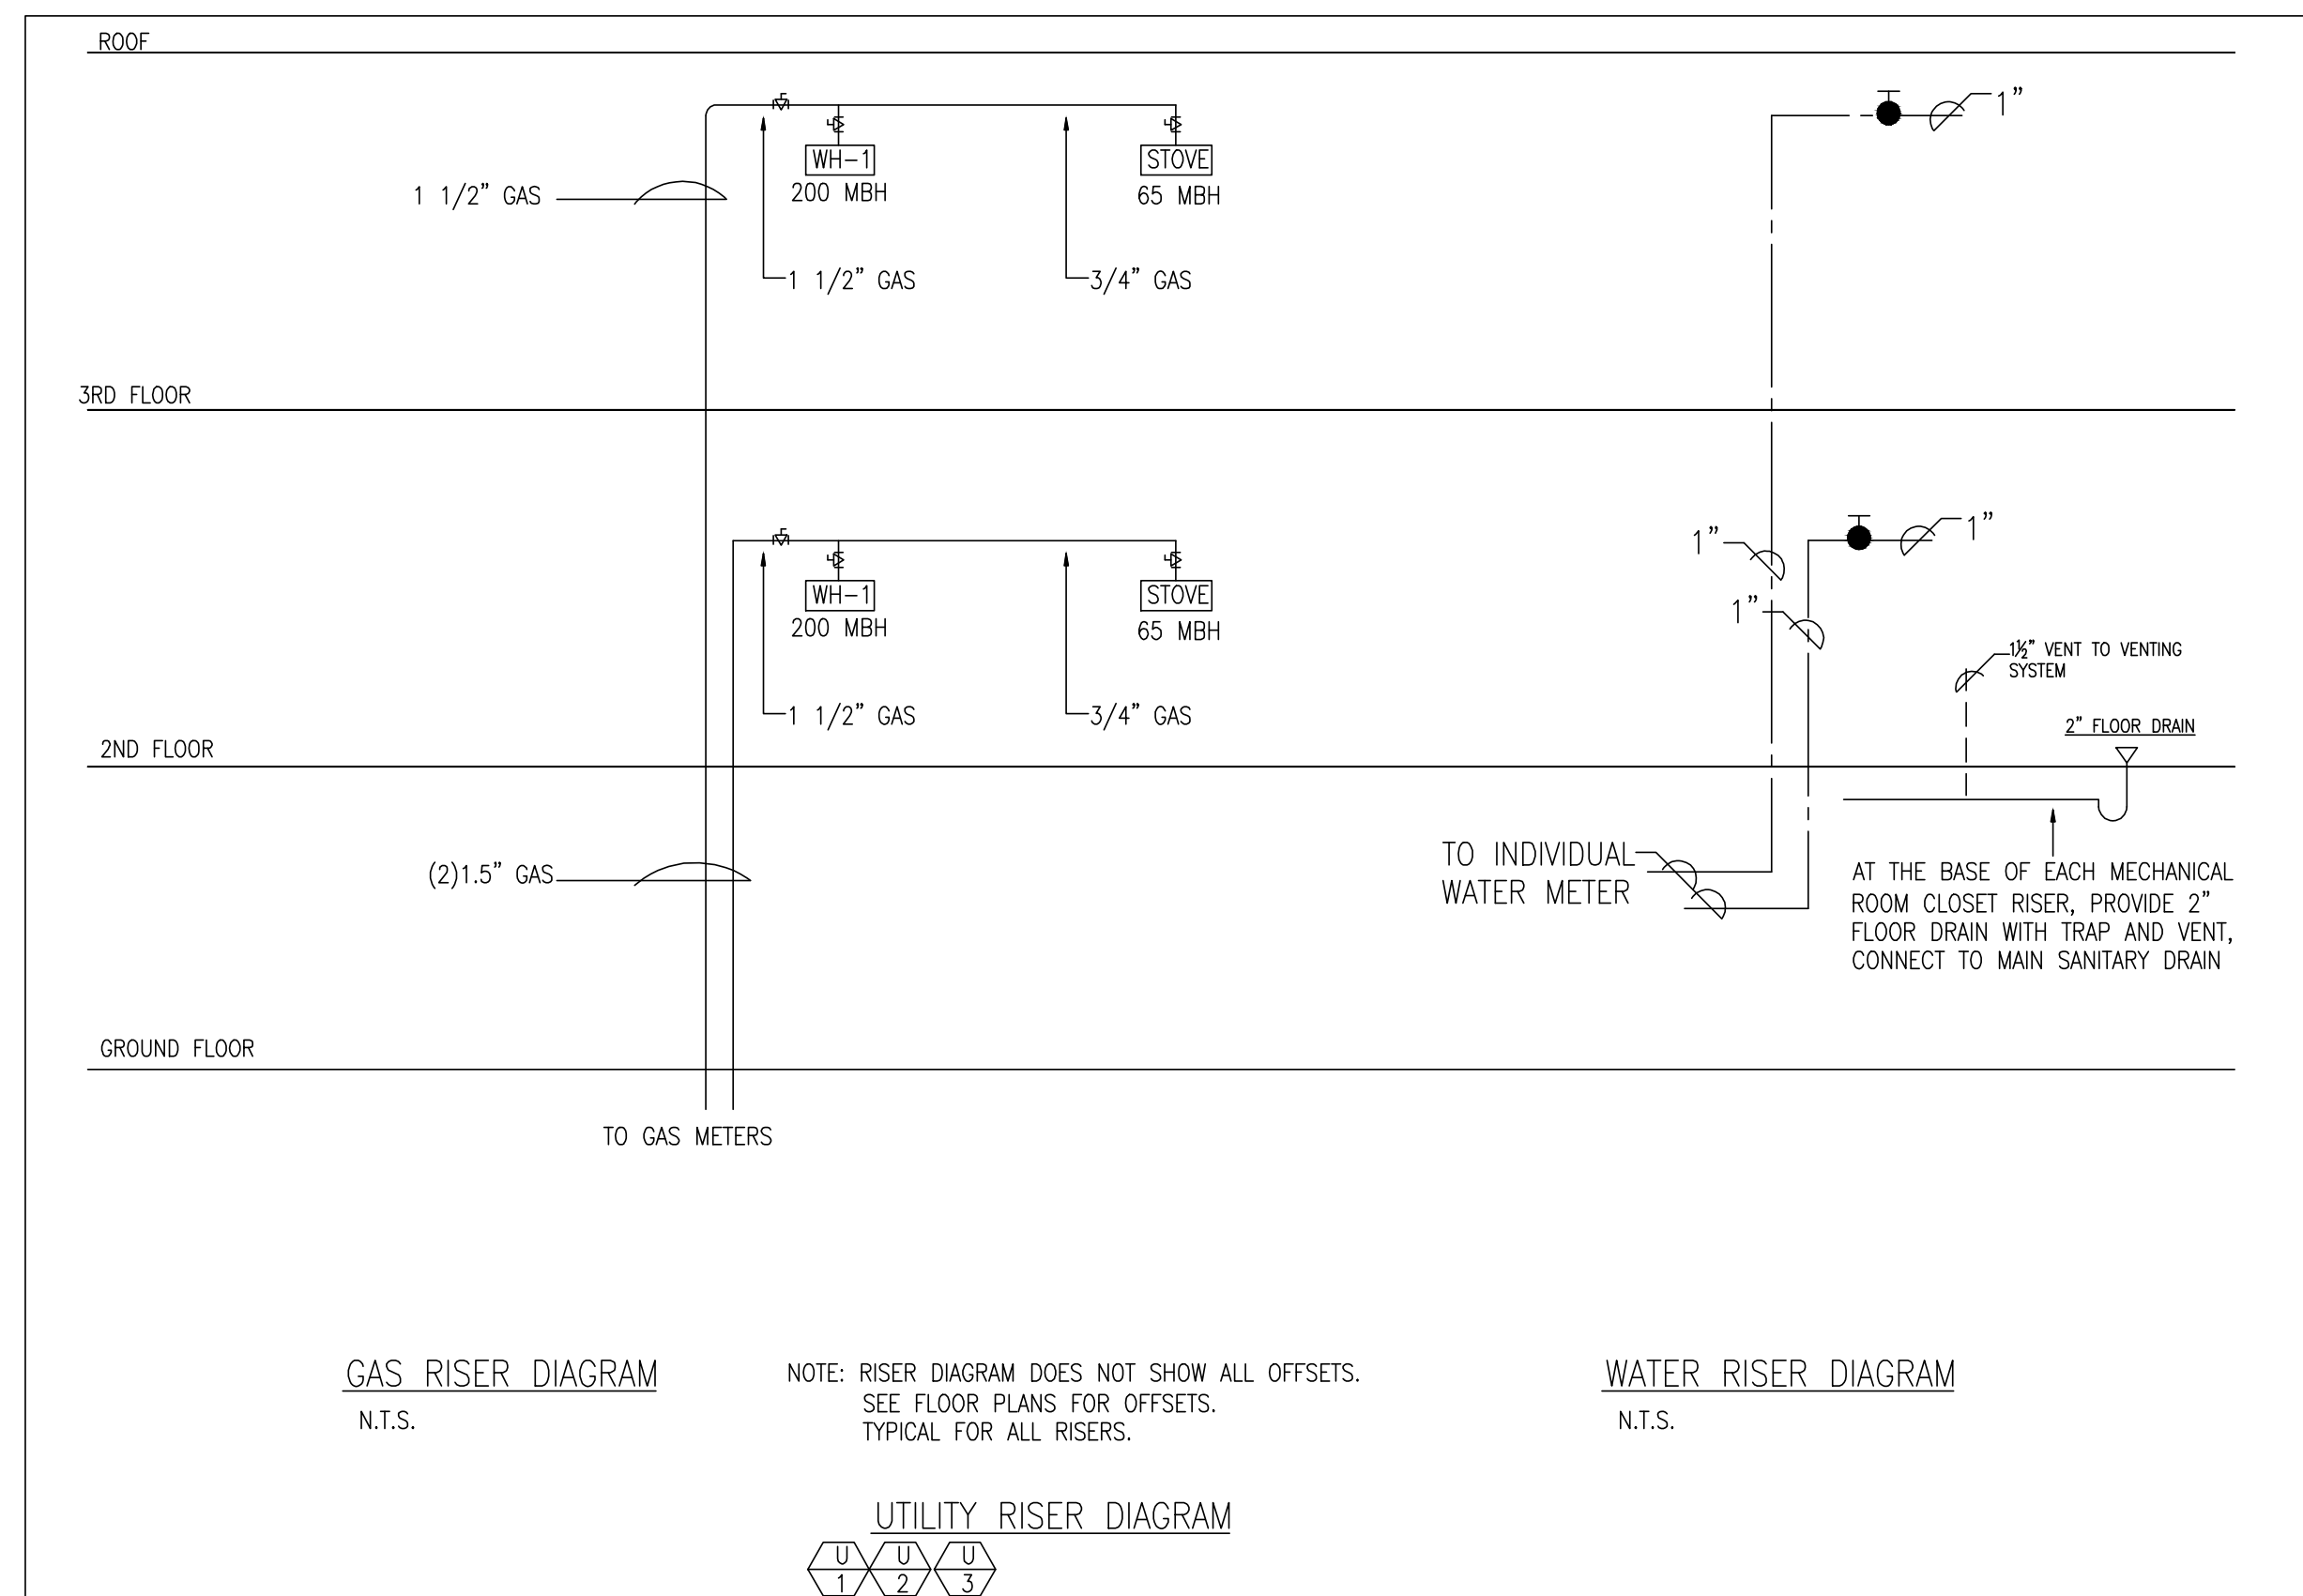 ROOF
1"
WH-1
STOVE
1 1/2" GAS
200 MBH
65 MBH
1 1/2" GAS
3/4" GAS
3RD FLOOR
1"
1"
WH-1
STOVE
1"
200 MBH
65 MBH
1½" VENT TO VENTING
SYSTEM
1 1/2" GAS
3/4" GAS
2" FLOOR DRAIN
2ND FLOOR
(2)1.5" GAS
TO INDIVIDUAL
WATER METER
AT THE BASE OF EACH MECHANICAL
ROOM CLOSET RISER, PROVIDE 2"
FLOOR DRAIN WITH TRAP AND VENT,
CONNECT TO MAIN SANITARY DRAIN
GROUND FLOOR
TO GAS METERS
GAS RISER DIAGRAM
N.T.S.
NOTE: RISER DIAGRAM DOES NOT SHOW ALL OFFSETS.
SEE FLOOR PLANS FOR OFFSETS.
TYPICAL FOR ALL RISERS.
WATER RISER DIAGRAM
N.T.S.
UTILITY RISER DIAGRAM
U U U
1 2 3